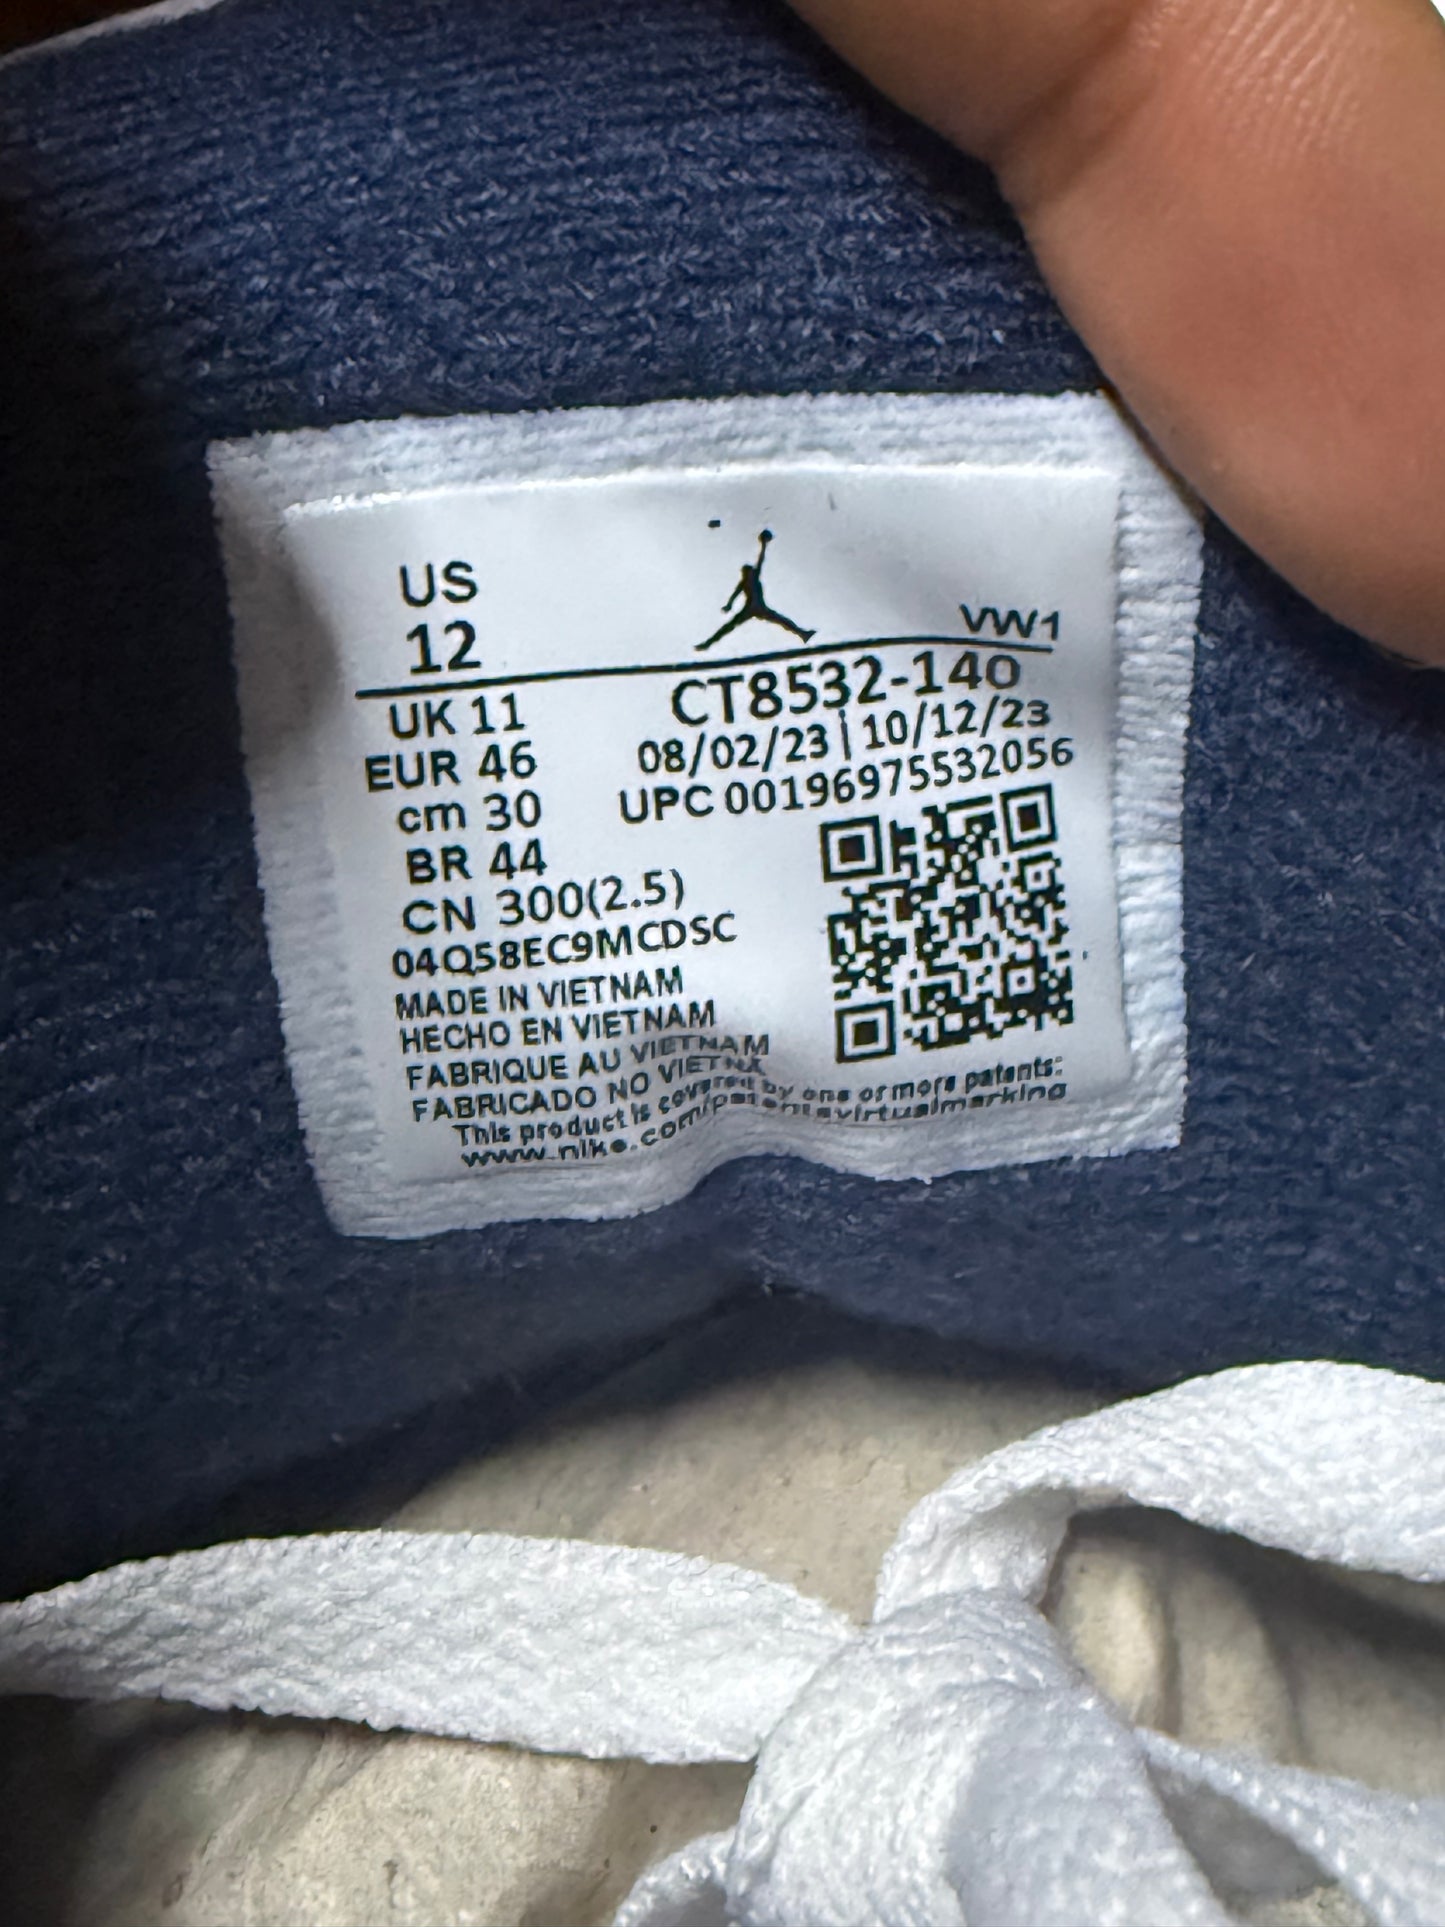 US
12
VW1
UK 11
EUR 46
cm 30
BR 44
CN 300(2.5)
CT8532-140
08/02/23 | 10/12/23
UPC 00196975532056
04Q58EC9MCDSC
MADE IN VIETNAM
HECHO EN VIETNAM
FABRIQUE AU VIETNAM
FABRICADO NO VIETNA
This product is covered by one or more patents:
www.nike.com/patentsvirtualmarking